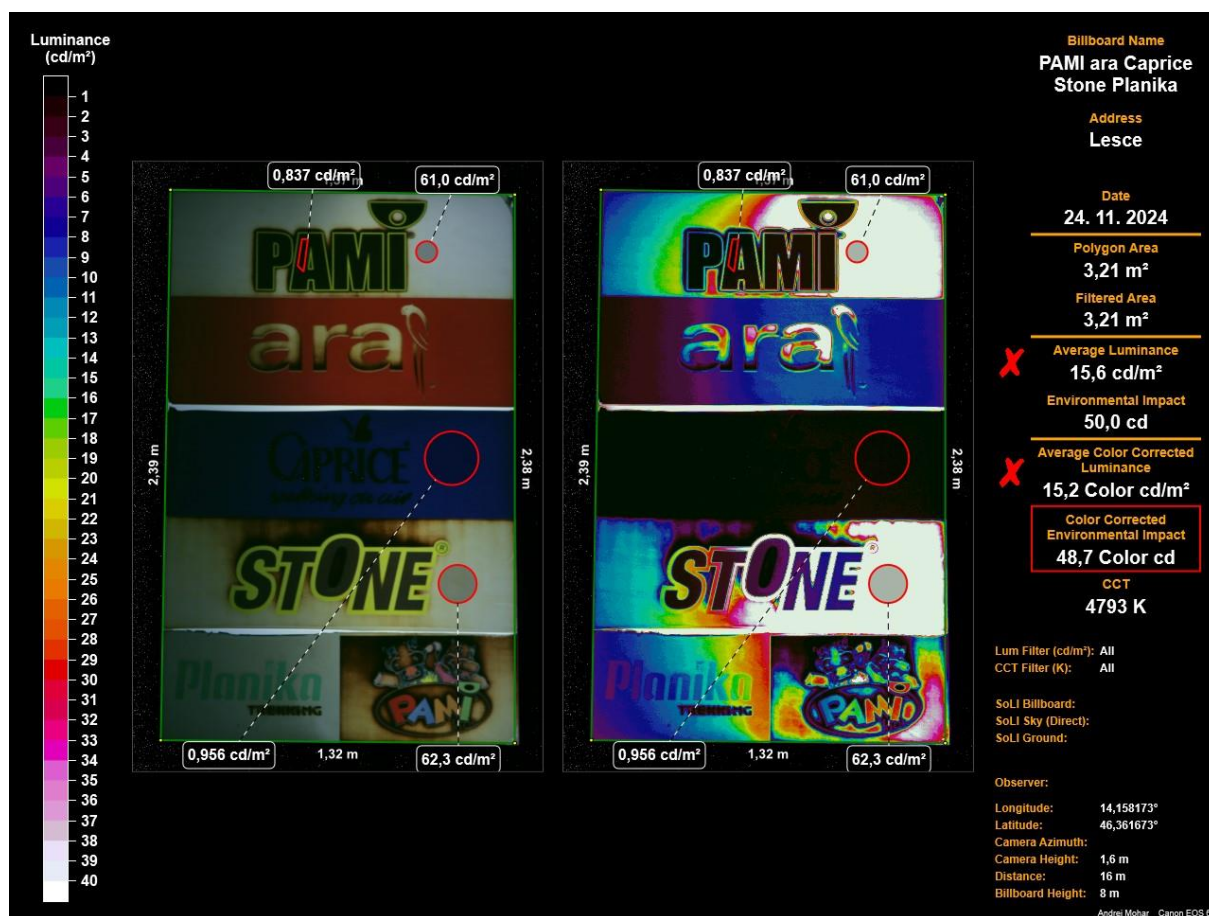 Luminance
(cd/m²)
1
2
3
4
5
6
7
8
9
10
11
12
13
14
15
16
17
18
19
20
21
22
23
24
25
26
27
28
29
30
31
32
33
34
35
36
37
38
39
40
0,837 cd/m²
61,0 cd/m²
PAMI
ara
CAPRICE
STONE®
Planika
TREKKING
PAMI
2,39 m
2,38 m
0,956 cd/m²
1,32 m
62,3 cd/m²
0,837 cd/m²
61,0 cd/m²
PAMI
ara
STONE®
Planika
TREKKING
PAMI
2,39 m
2,38 m
0,956 cd/m²
1,32 m
62,3 cd/m²
Billboard Name
PAMI ara Caprice
Stone Planika
Address
Lesce
Date
24. 11. 2024
Polygon Area
3,21 m²
Filtered Area
3,21 m²
Average Luminance
15,6 cd/m²
Environmental Impact
50,0 cd
Average Color Corrected
Luminance
15,2 Color cd/m²
Color Corrected
Environmental Impact
48,7 Color cd
CCT
4793 K
Lum Filter (cd/m²): All
CCT Filter (K): All
SoLI Billboard:
SoLI Sky (Direct):
SoLI Ground:
Observer:
Longitude: 14,158173°
Latitude: 46,361673°
Camera Azimuth:
Camera Height: 1,6 m
Distance: 16 m
Billboard Height: 8 m
Andrej Mohar Canon EOS